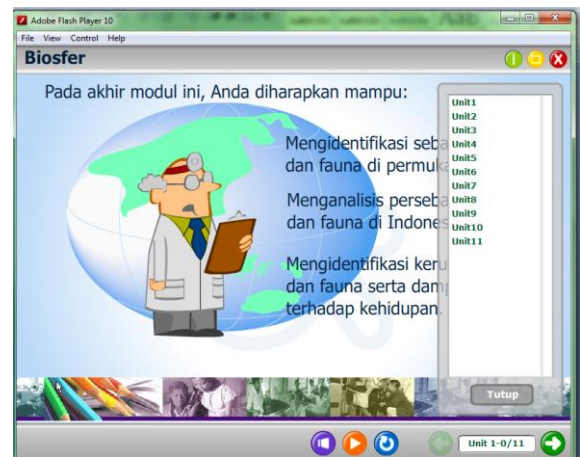 Adobe Flash Player 10
File View Control Help
Biosfer
Pada akhir modul ini, Anda diharapkan mampu:
Mengidentifikasi seba
dan fauna di permuka
Menganalisis perseba
dan fauna di Indones
Mengidentifikasi keru
dan fauna serta damp
terhadap kehidupan.
Unit1
Unit2
Unit3
Unit4
Unit5
Unit6
Unit7
Unit8
Unit9
Unit10
Unit11
Tutup
Unit 1-0/11